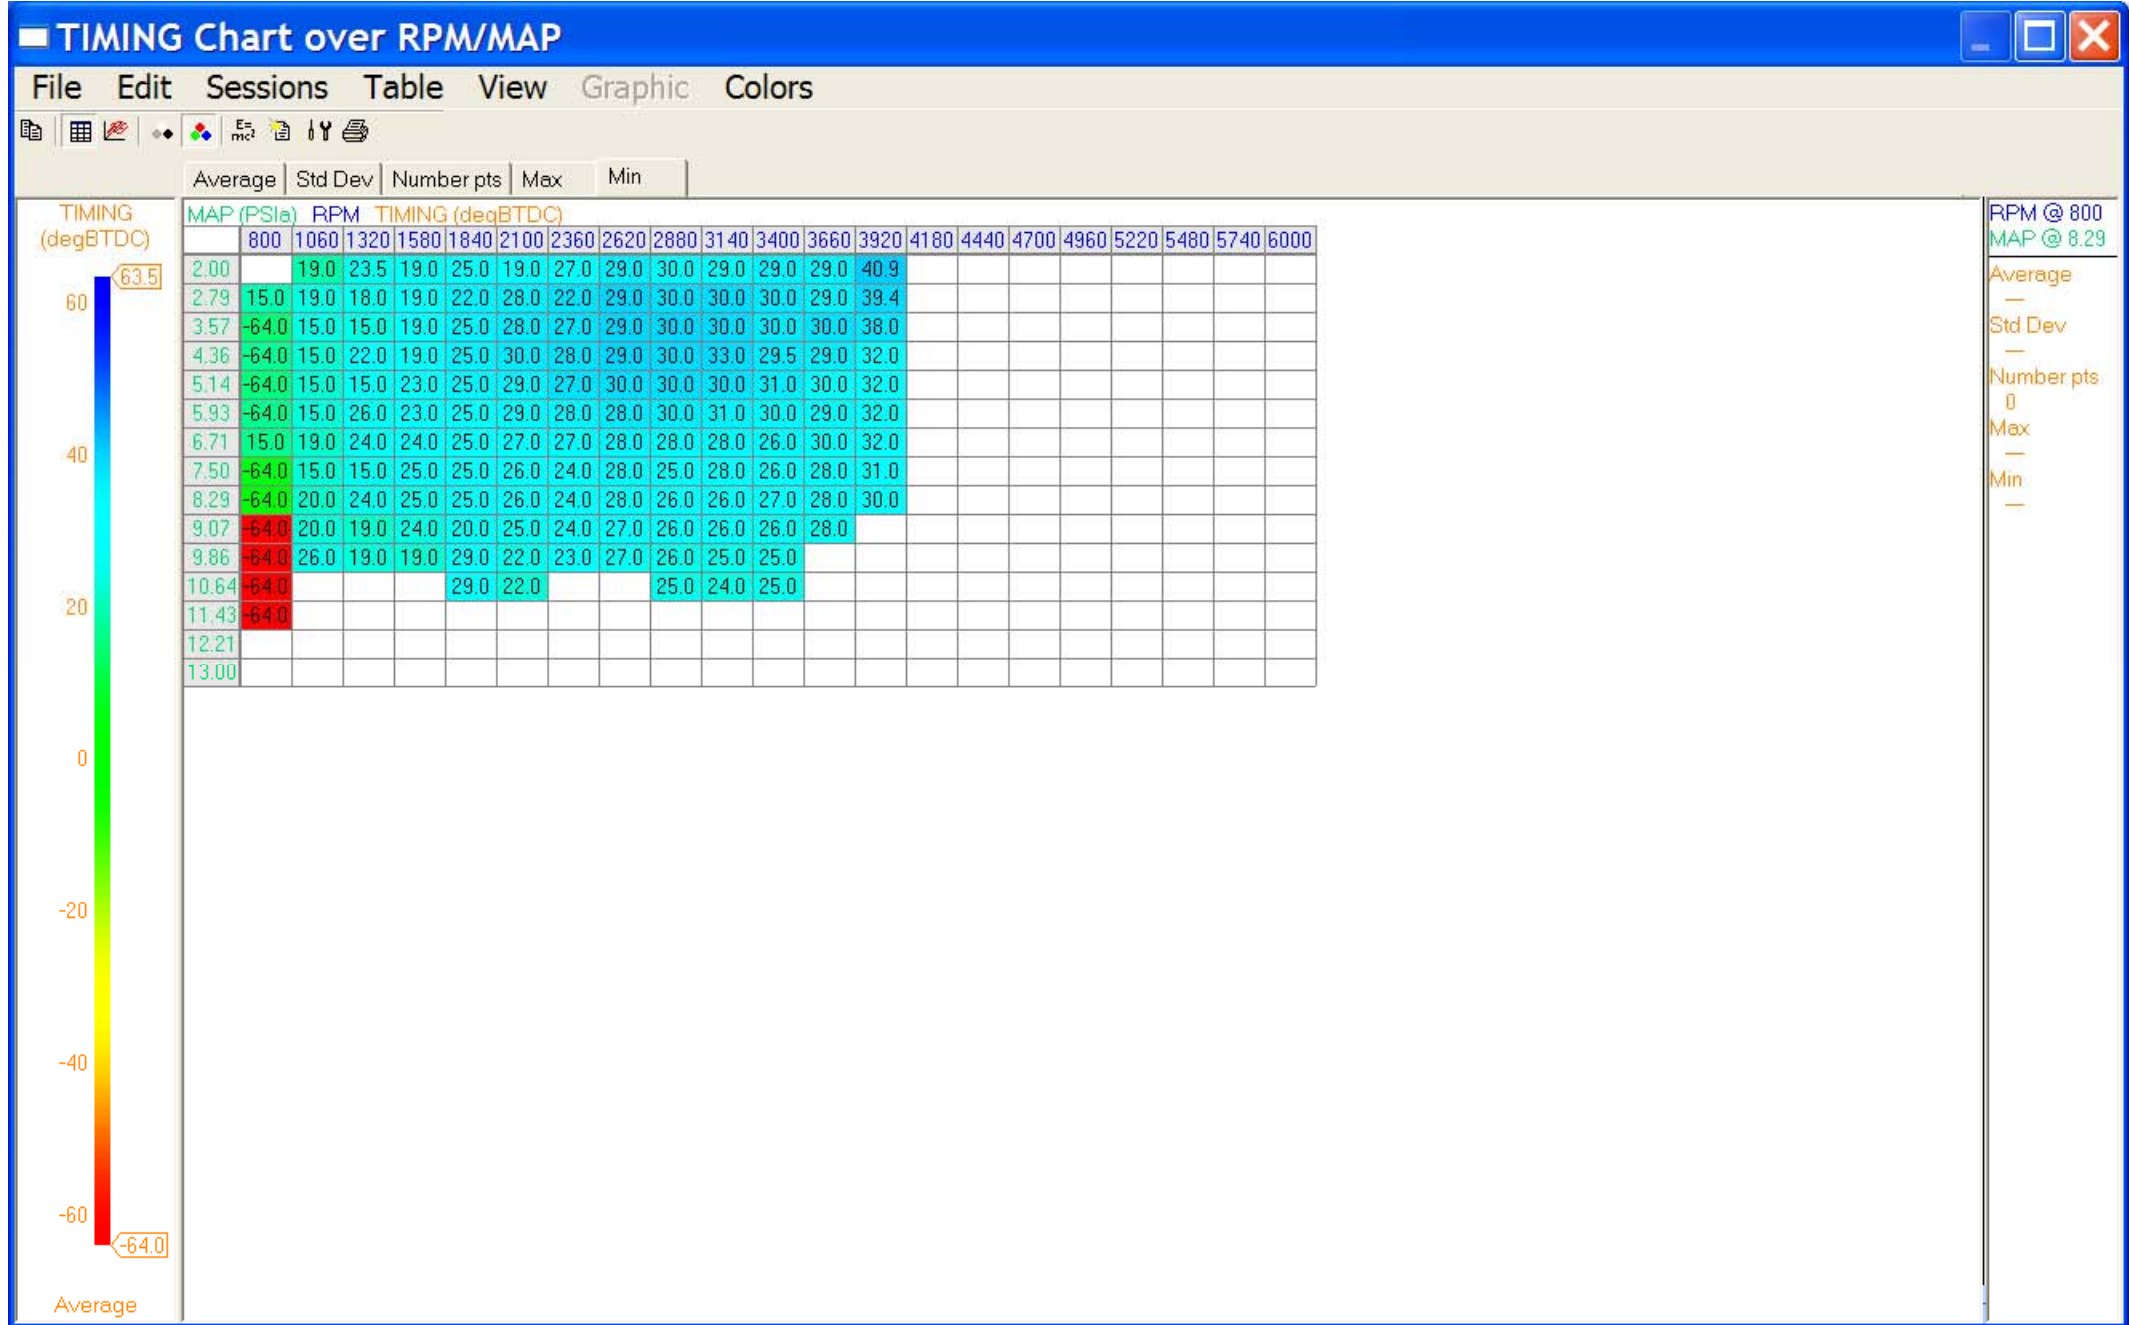 TIMING Chart over RPM/MAP
File Edit Sessions Table View Graphic Colors
E= mc²
Average Std Dev Number pts Max Min
TIMING
(degBTDC)
63.5
60
40
20
0
-20
-40
-60
-64.0
Average
MAP (PSIa) RPM TIMING (degBTDC)
800 1060 1320 1580 1840 2100 2360 2620 2880 3140 3400 3660 3920 4180 4440 4700 4960 5220 5480 5740 6000
2.00 19.0 23.5 19.0 25.0 19.0 27.0 29.0 30.0 29.0 29.0 29.0 40.9
2.79 15.0 19.0 18.0 19.0 22.0 28.0 22.0 29.0 30.0 30.0 30.0 29.0 39.4
3.57 -64.0 15.0 15.0 19.0 25.0 28.0 27.0 29.0 30.0 30.0 30.0 30.0 38.0
4.36 -64.0 15.0 22.0 19.0 25.0 30.0 28.0 29.0 30.0 33.0 29.5 29.0 32.0
5.14 -64.0 15.0 15.0 23.0 25.0 29.0 27.0 30.0 30.0 30.0 31.0 30.0 32.0
5.93 -64.0 15.0 26.0 23.0 25.0 29.0 28.0 28.0 30.0 31.0 30.0 29.0 32.0
6.71 15.0 19.0 24.0 24.0 25.0 27.0 27.0 28.0 28.0 28.0 26.0 30.0 32.0
7.50 -64.0 15.0 15.0 25.0 25.0 26.0 24.0 28.0 25.0 28.0 26.0 28.0 31.0
8.29 -64.0 20.0 24.0 25.0 25.0 26.0 24.0 28.0 26.0 26.0 27.0 28.0 30.0
9.07 -64.0 20.0 19.0 24.0 20.0 25.0 24.0 27.0 26.0 26.0 26.0 28.0
9.86 -64.0 26.0 19.0 19.0 29.0 22.0 23.0 27.0 26.0 25.0 25.0
10.64 -64.0 29.0 22.0 25.0 24.0 25.0
11.43 -64.0
12.21
13.00
RPM @ 800
MAP @ 8.29
Average
—
Std Dev
—
Number pts
0
Max
—
Min
—